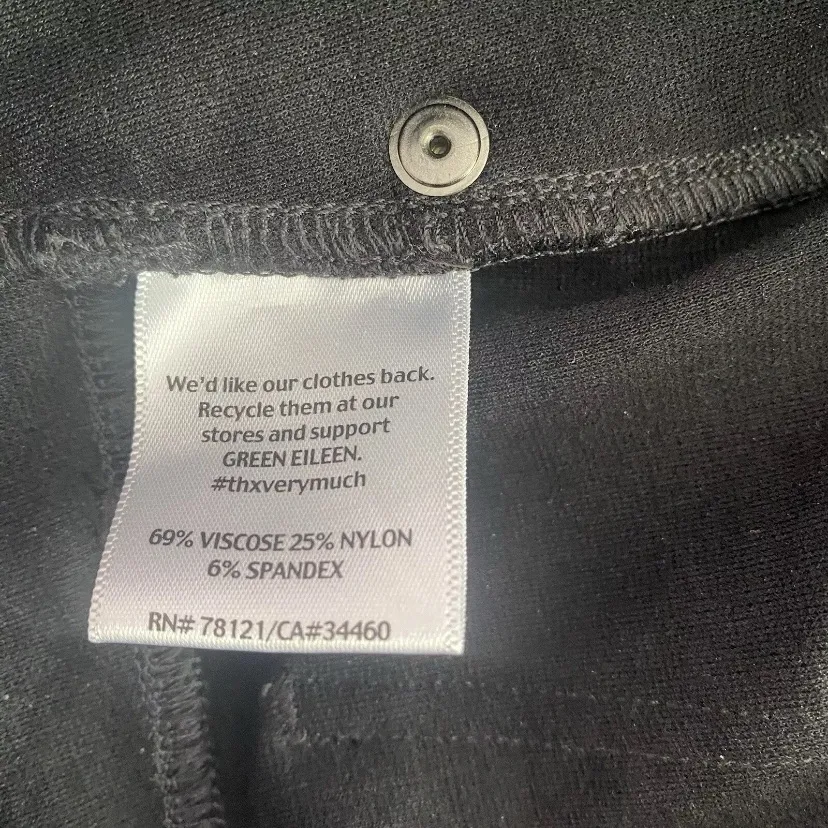 We'd like our clothes back.
Recycle them at our
stores and support
GREEN EILEEN.
#thxverymuch
69% VISCOSE 25% NYLON
6% SPANDEX
RN# 78121/CA#34460